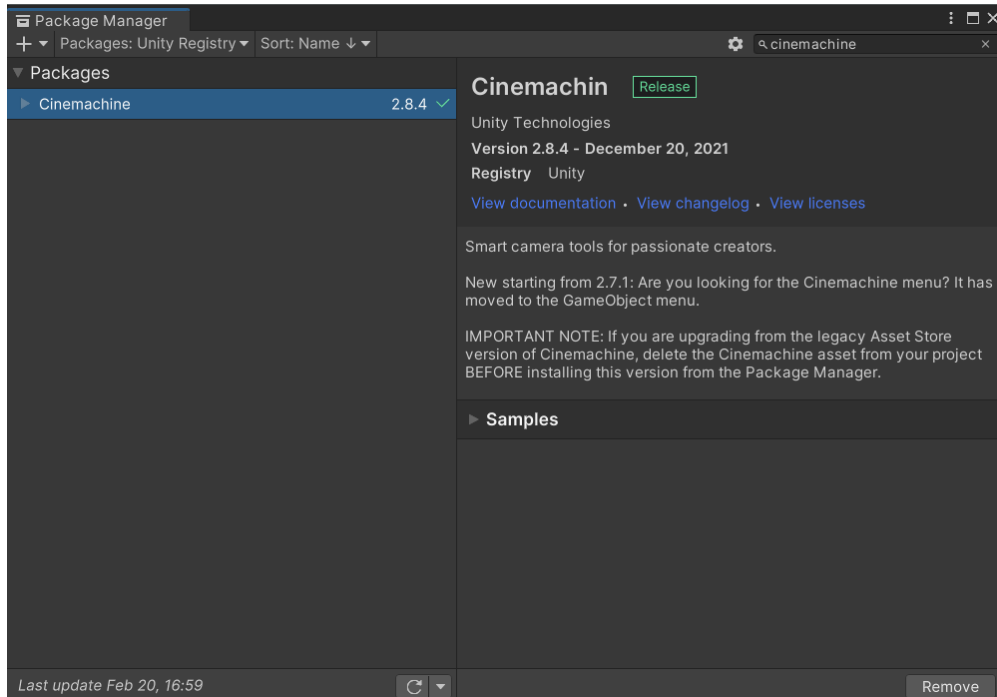 Package Manager
Packages: Unity Registry Sort: Name ↓
cinemachine
Packages
Cinemachine 2.8.4
Cinemachin Release
Unity Technologies
Version 2.8.4 - December 20, 2021
Registry Unity
View documentation • View changelog • View licenses
Smart camera tools for passionate creators.
New starting from 2.7.1: Are you looking for the Cinemachine menu? It has
moved to the GameObject menu.
IMPORTANT NOTE: If you are upgrading from the legacy Asset Store
version of Cinemachine, delete the Cinemachine asset from your project
BEFORE installing this version from the Package Manager.
Samples
Last update Feb 20, 16:59
Remove